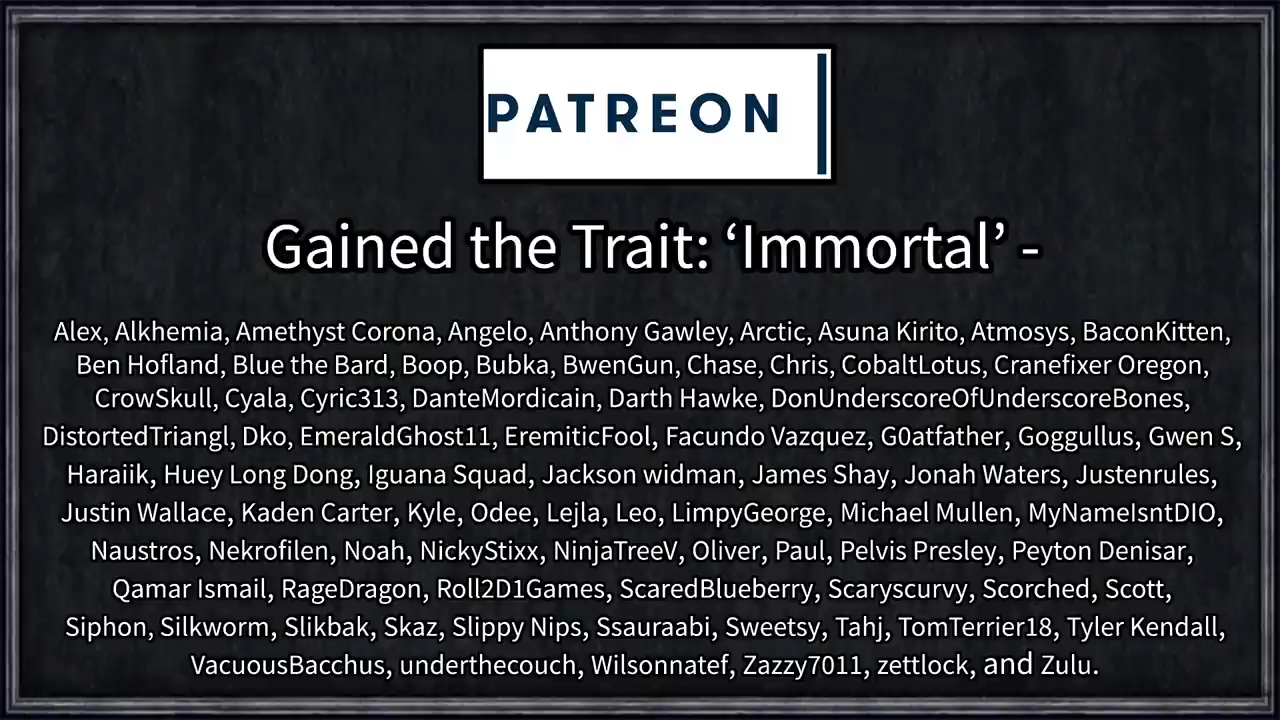 PATREON
Gained the Trait: ‘Immortal’ -
Alex, Alkhemia, Amethyst Corona, Angelo, Anthony Gawley, Arctic, Asuna Kirito, Atmosys, BaconKitten,
Ben Hofland, Blue the Bard, Boop, Bubka, BwenGun, Chase, Chris, CobaltLotus, Cranefixer Oregon,
CrowSkull, Cyala, Cyric313, DanteMordicain, Darth Hawke, DonUnderscoreOfUnderscoreBones,
DistortedTriangl, Dko, EmeraldGhost11, EremiticFool, Facundo Vazquez, G0atfather, Goggullus, Gwen S,
Haraiik, Huey Long Dong, Iguana Squad, Jackson widman, James Shay, Jonah Waters, Justenrules,
Justin Wallace, Kaden Carter, Kyle, Odee, Lejla, Leo, LimpyGeorge, Michael Mullen, MyNameIsntDIO,
Naustros, Nekrofilen, Noah, NickyStixx, NinjaTreeV, Oliver, Paul, Pelvis Presley, Peyton Denisar,
Qamar Ismail, RageDragon, Roll2D1Games, ScaredBlueberry, Scaryscurvy, Scorched, Scott,
Siphon, Silkworm, Slikbak, Skaz, Slippy Nips, Ssauraabi, Sweetsy, Tahj, TomTerrier18, Tyler Kendall,
VacuousBacchus, underthecouch, Wilsonnatef, Zazzy7011, zettlock, and Zulu.